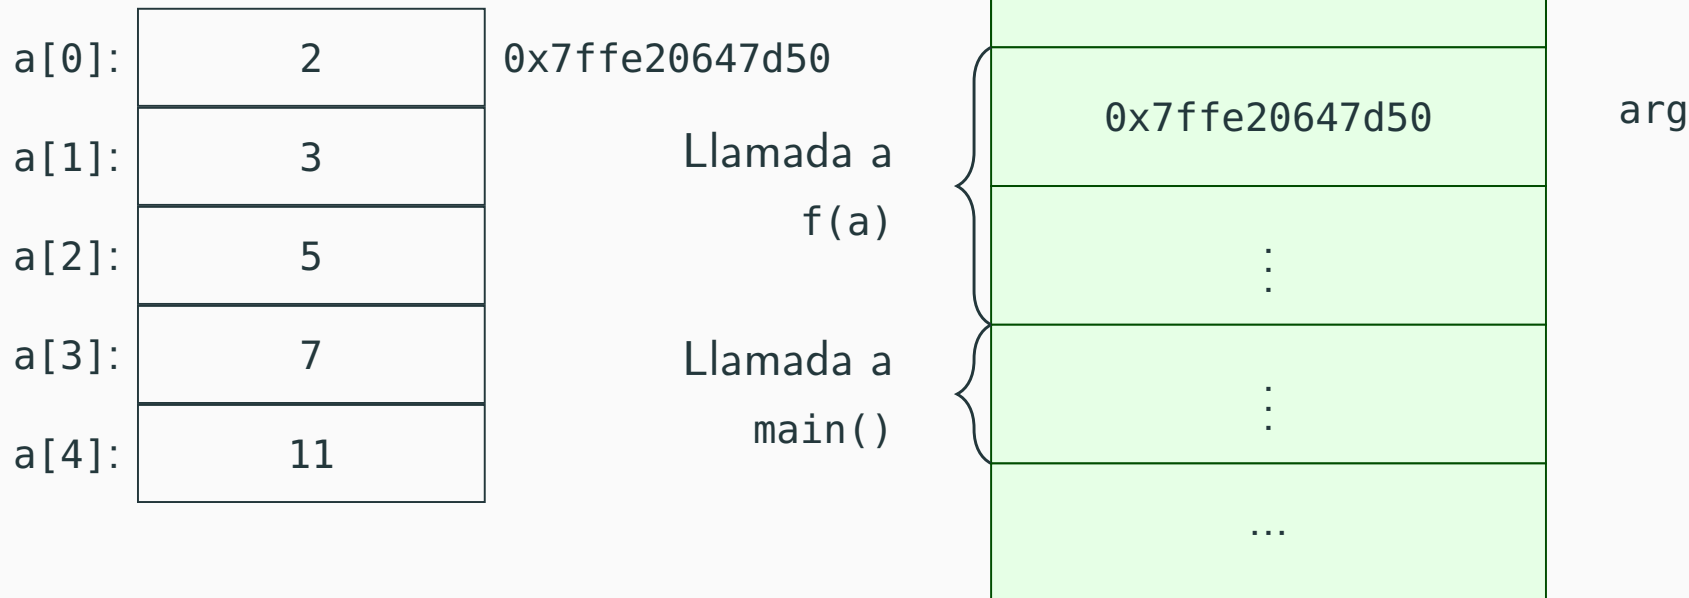 a[0]: 2 0x7ffe20647d50
a[1]: 3
a[2]: 5
a[3]: 7
a[4]: 11
Llamada a
f(a)
0x7ffe20647d50
arg
⋮
Llamada a
main()
⋮
...